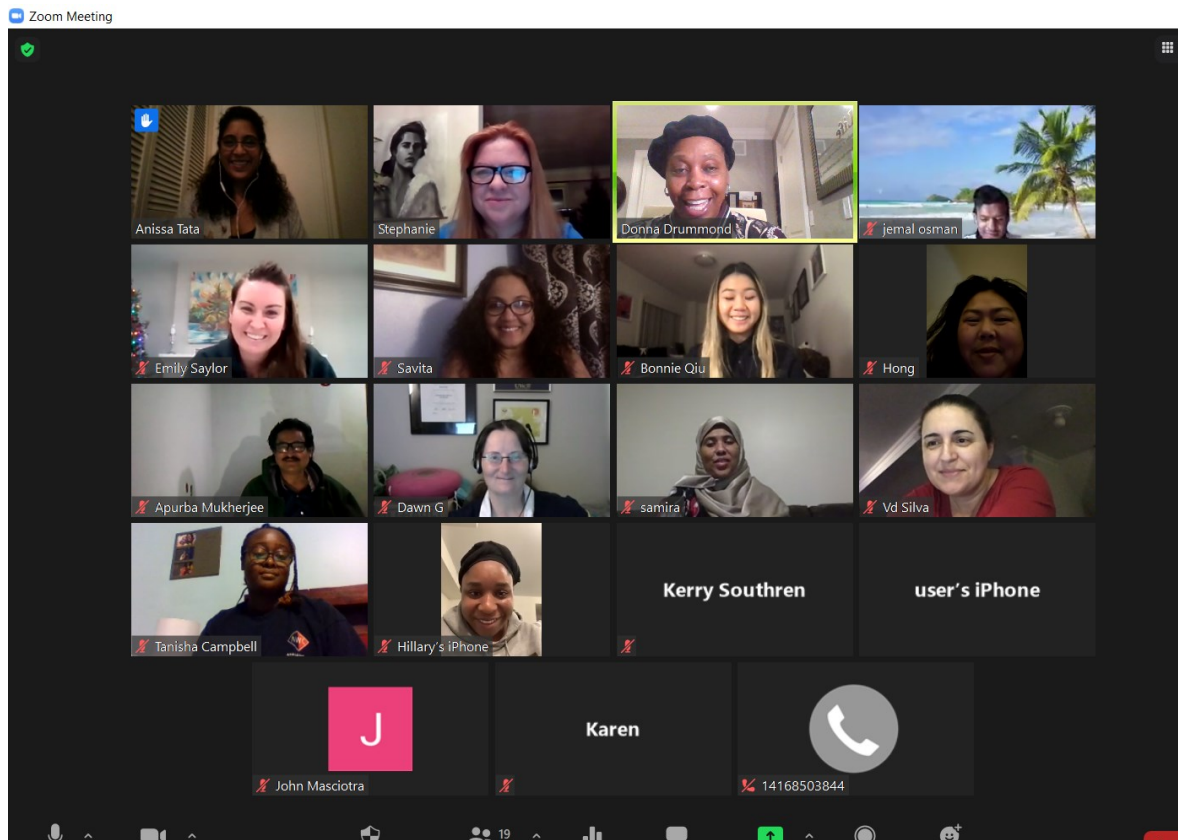 Zoom Meeting
Anissa Tata
Stephanie
Donna Drummond
jemal osman
Emily Saylor
Savita
Bonnie Qiu
Hong
Apurba Mukherjee
Dawn G
samira
Vd Silva
Tanisha Campbell
Hillary's iPhone
Kerry Southren
user's iPhone
J
John Masciotra
Karen
14168503844
19